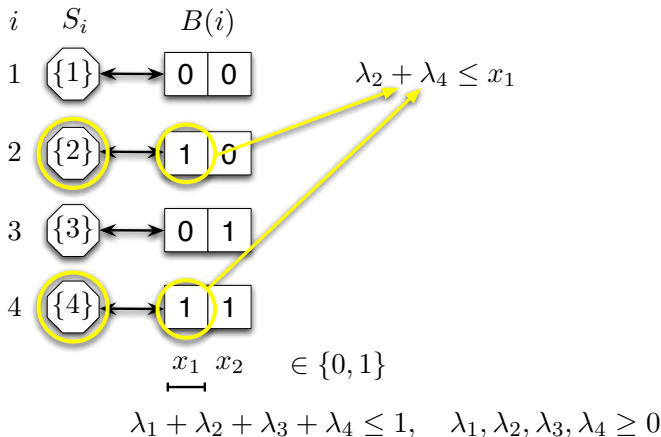 i S_i B(i)
1 {1} 0 0 λ_2 + λ_4 ≤ x_1
2 {2} 1 0
3 {3} 0 1
4 {4} 1 1
x_1 x_2 ∈ {0, 1}
λ_1 + λ_2 + λ_3 + λ_4 ≤ 1, λ_1, λ_2, λ_3, λ_4 ≥ 0